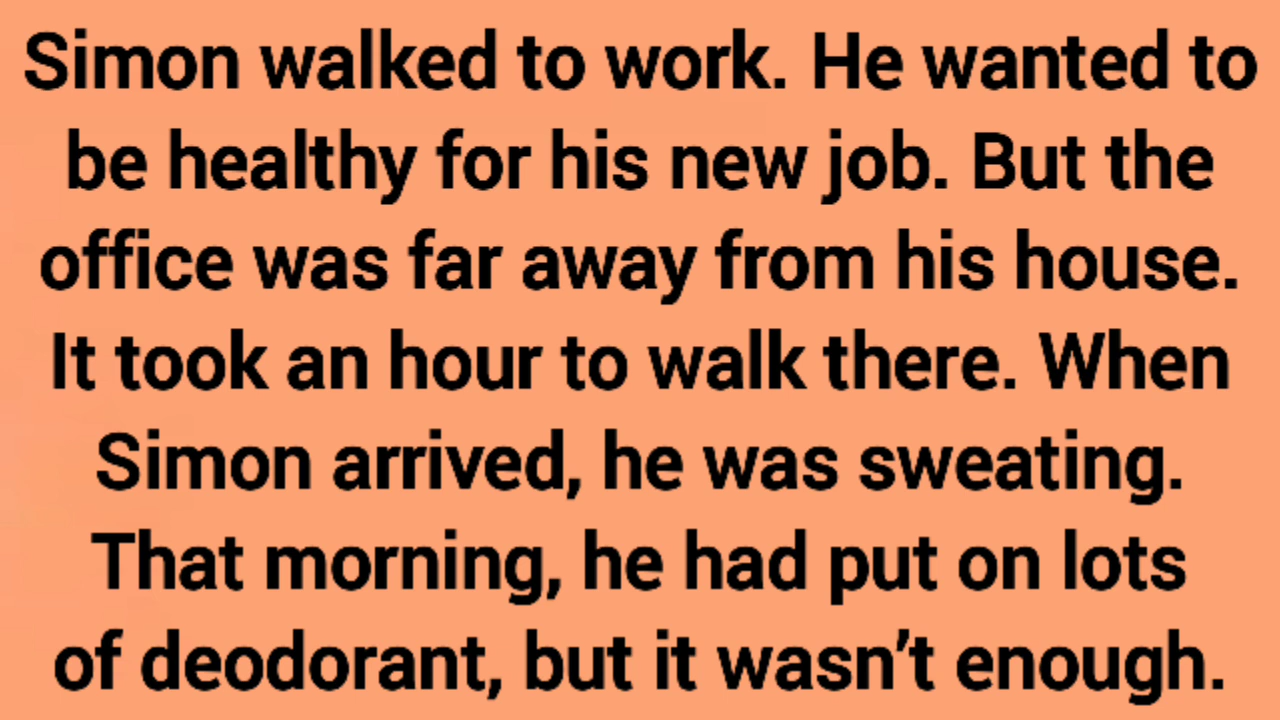 Simon walked to work. He wanted to
be healthy for his new job. But the
office was far away from his house.
It took an hour to walk there. When
Simon arrived, he was sweating.
That morning, he had put on lots
of deodorant, but it wasn’t enough.